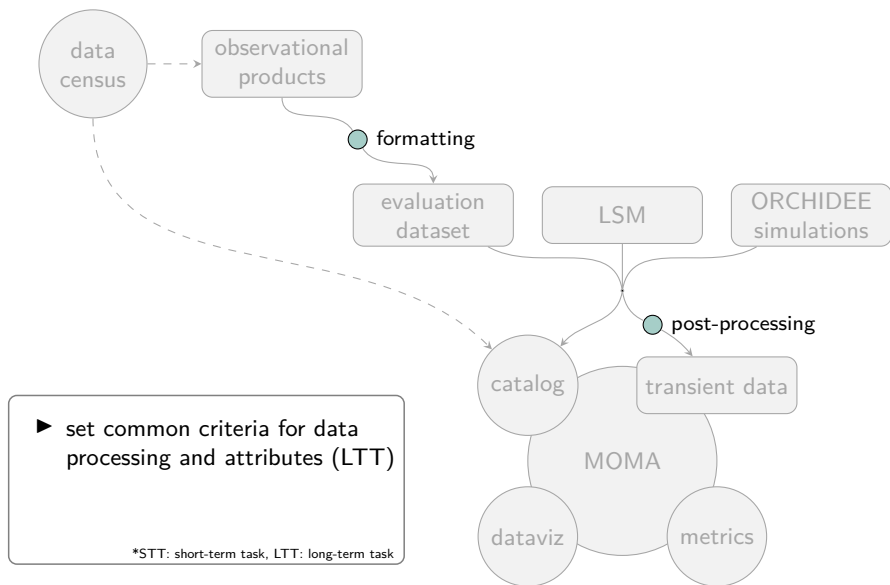 data
census
observational
products
formatting
evaluation
dataset
LSM
ORCHIDEE
simulations
post-processing
catalog
transient data
MOMA
dataviz
metrics
► set common criteria for data
processing and attributes (LTT)
*STT: short-term task, LTT: long-term task